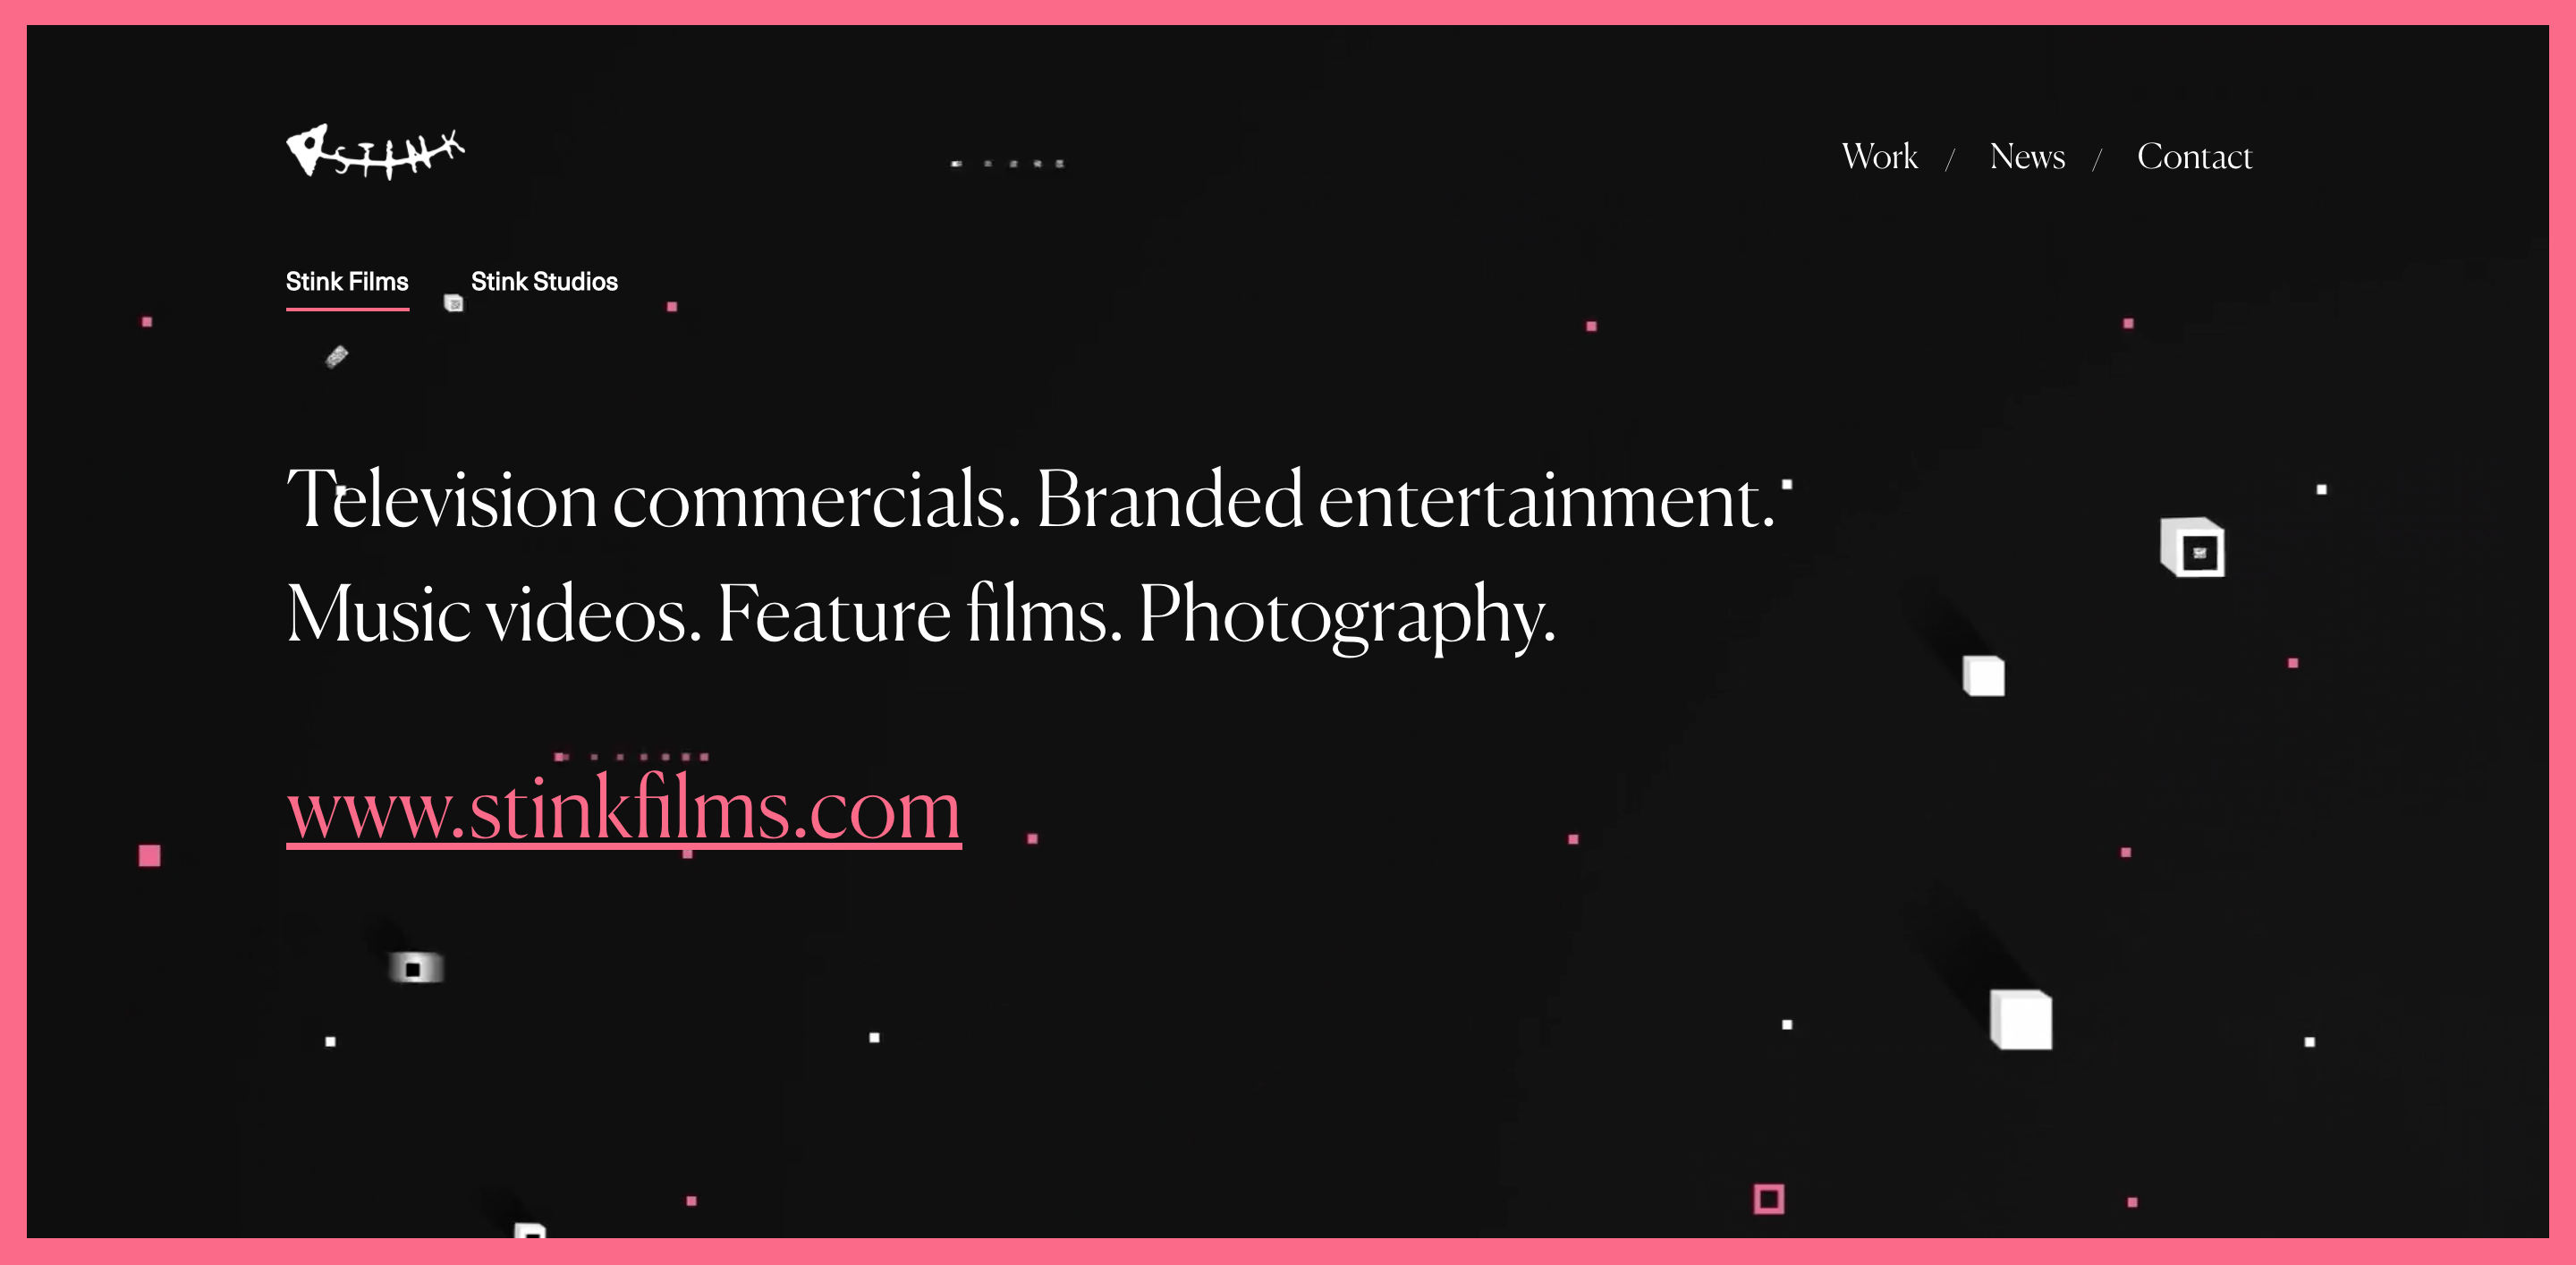 STINK
Work / News / Contact
Stink Films Stink Studios
Television commercials. Branded entertainment.
Music videos. Feature films. Photography.
www.stinkfilms.com